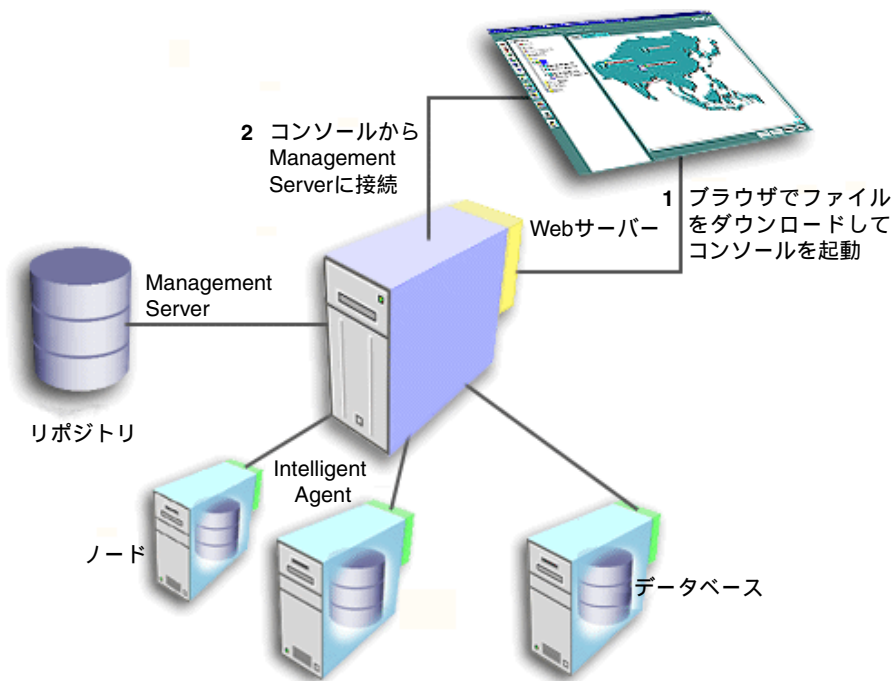 2 コンソールから
Management
Serverに接続
1 ブラウザでファイル
をダウンロードして
コンソールを起動
Webサーバー
Management
Server
リポジトリ
Intelligent
Agent
ノード
データベース